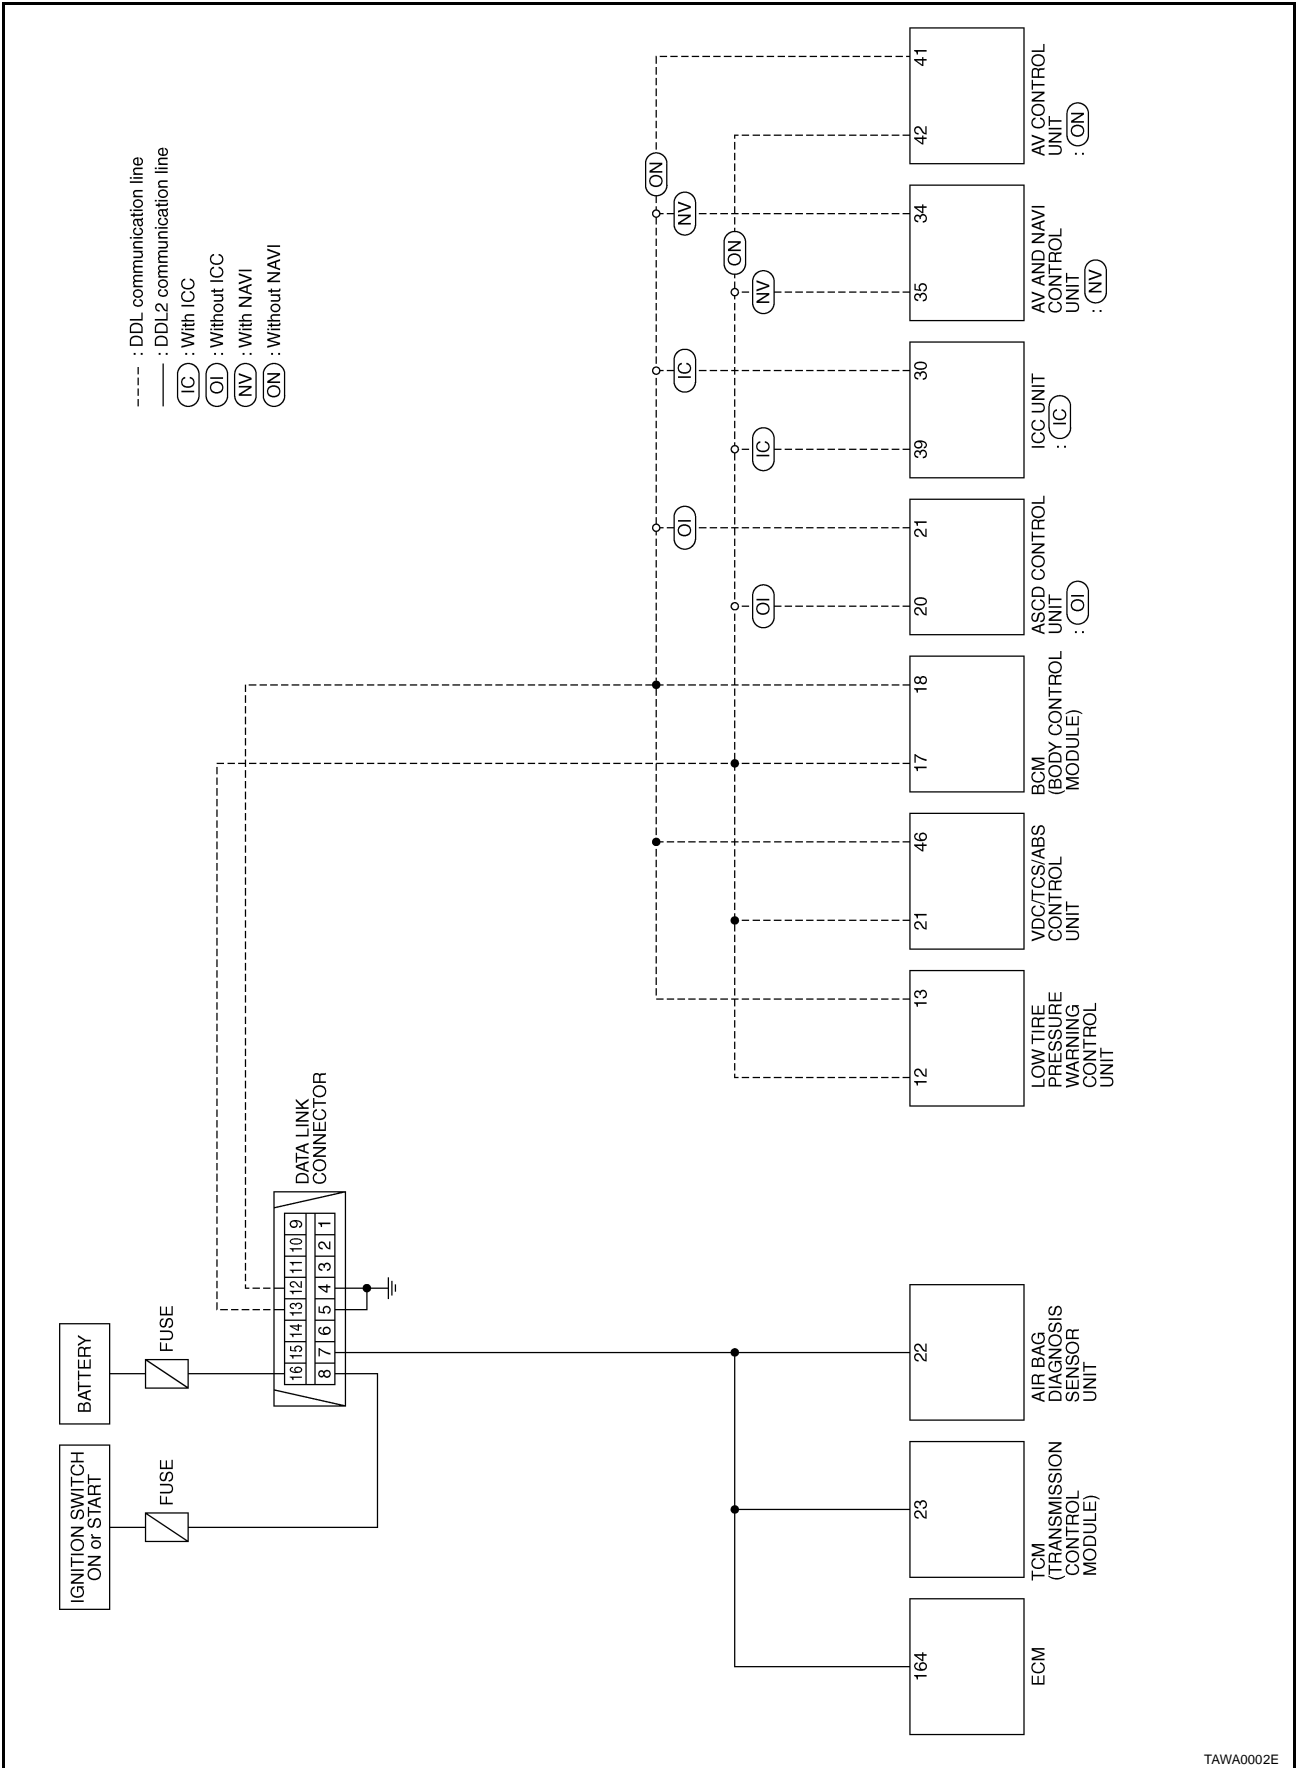 IGNITION SWITCH
ON or START
BATTERY
FUSE
FUSE
: DDL communication line
: DDL2 communication line
IC : With ICC
OI : Without ICC
NV : With NAVI
ON : Without NAVI
DATA LINK
CONNECTOR
16 15 14 13 12 11 10 9
8 7 6 5 4 3 2 1
ON
OI
IC
NV
ON
OI
IC
NV
164
ECM
23
TCM
(TRANSMISSION
CONTROL
MODULE)
22
AIR BAG
DIAGNOSIS
SENSOR
UNIT
12 13
LOW TIRE
PRESSURE
WARNING
CONTROL
UNIT
21 46
VDC/TCS/ABS
CONTROL
UNIT
17 18
BCM
(BODY CONTROL
MODULE)
20 21
ASCD CONTROL
UNIT
: OI
39 30
ICC UNIT
: IC
35 34
AV AND NAVI
CONTROL
UNIT
: NV
42 41
AV CONTROL
UNIT
: ON
TAWA0002E